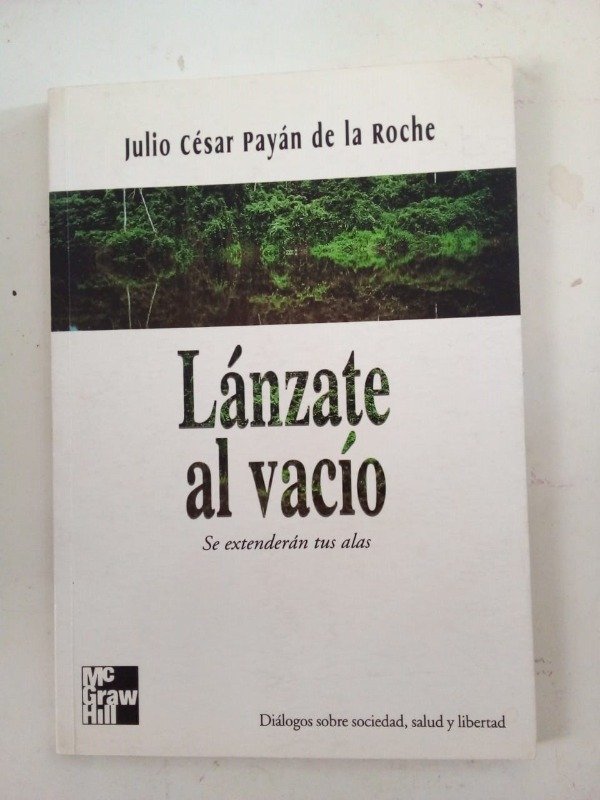 Julio César Payán de la Roche
Lánzate
al vacío
Se extenderán tus alas
Mc
Graw
Hill
Diálogos sobre sociedad, salud y libertad